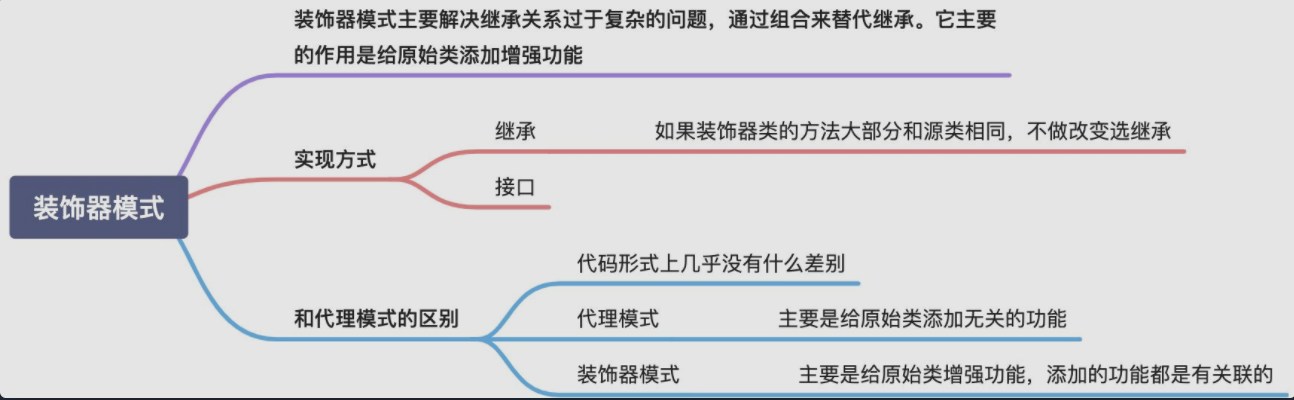 装饰器模式主要解决继承关系过于复杂的问题，通过组合来替代继承。它主要
的作用是给原始类添加增强功能
继承
如果装饰器类的方法大部分和源类相同，不做改变选继承
实现方式
接口
装饰器模式
代码形式上几乎没有什么差别
和代理模式的区别
代理模式
主要是给原始类添加无关的功能
装饰器模式
主要是给原始类增强功能，添加的功能都是有关联的